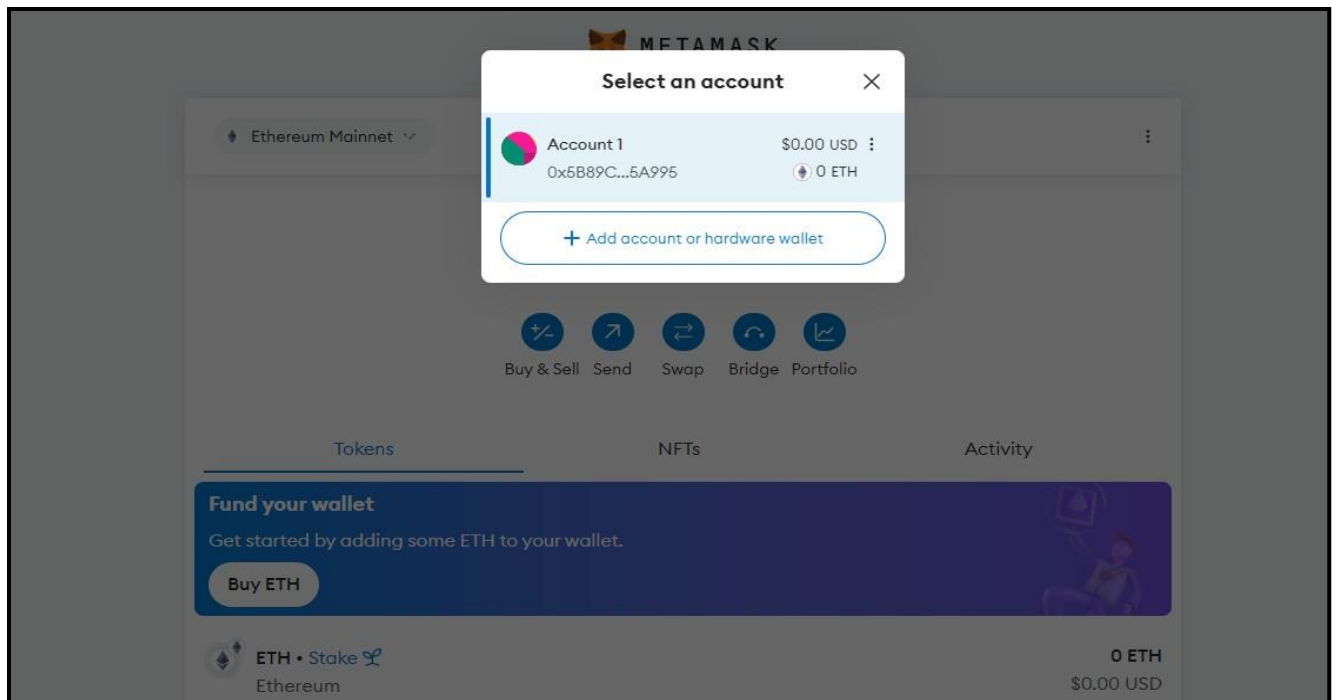 METAMASK
Select an account
Ethereum Mainnet
Account 1
$0.00 USD
0x5B89C...5A995
0 ETH
+ Add account or hardware wallet
Buy & Sell
Send
Swap
Bridge
Portfolio
Tokens
NFTs
Activity
Fund your wallet
Get started by adding some ETH to your wallet.
Buy ETH
ETH • Stake
0 ETH
Ethereum
$0.00 USD